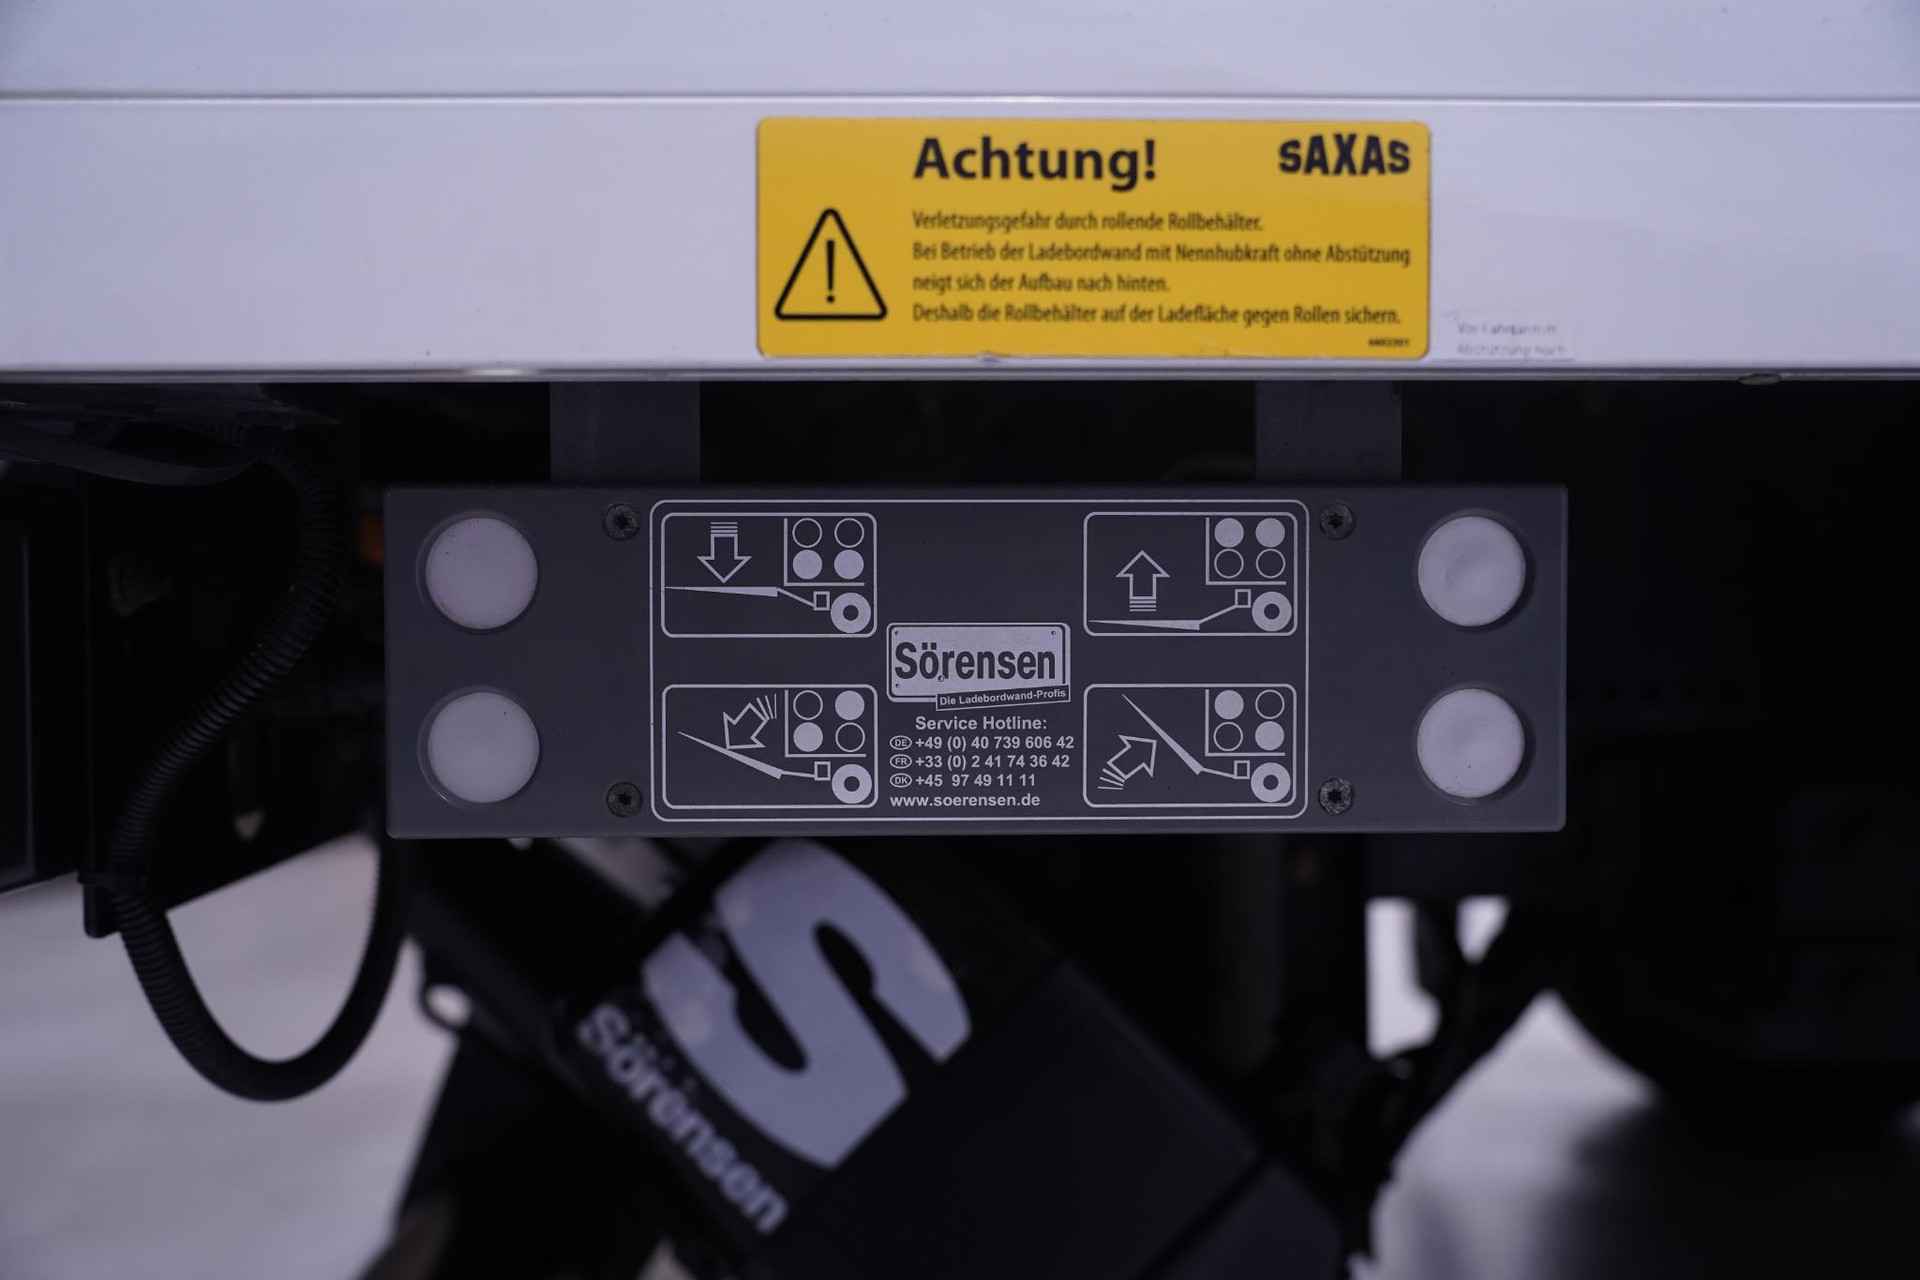 Achtung!
SAXAS
Verletzungsgefahr durch rollende Rollbehälter.
Bei Betrieb der Ladebordwand mit Nennhubkraft ohne Abstützung
neigt sich der Aufbau nach hinten.
Deshalb die Rollbehälter auf der Ladefläche gegen Rollen sichern.
Abstützung nach
Sörensen
Die Ladebordwand-Profis
Service Hotline:
DE +49 (0) 40 739 606 42
FR +33 (0) 2 41 74 36 42
DK +45 97 49 11 11
www.soerensen.de
S
Sörensen